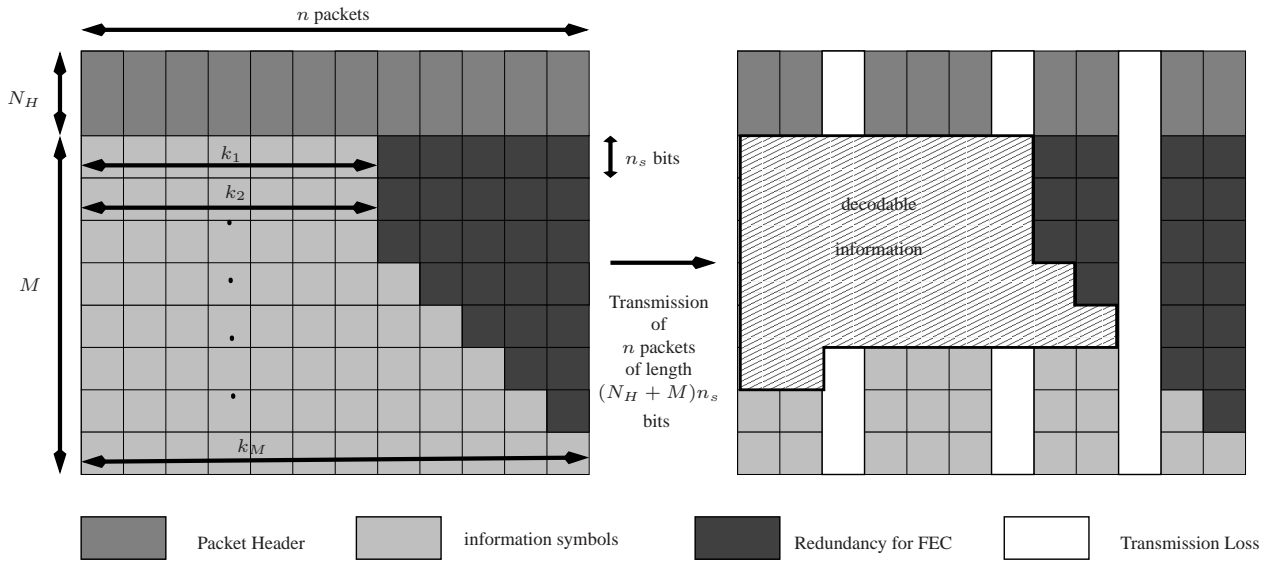 n packets
N_H
k_1
n_s bits
k_2
decodable
information
M
Transmission
of
n packets
of length
(N_H + M)n_s
bits
k_M
Packet Header
information symbols
Redundancy for FEC
Transmission Loss